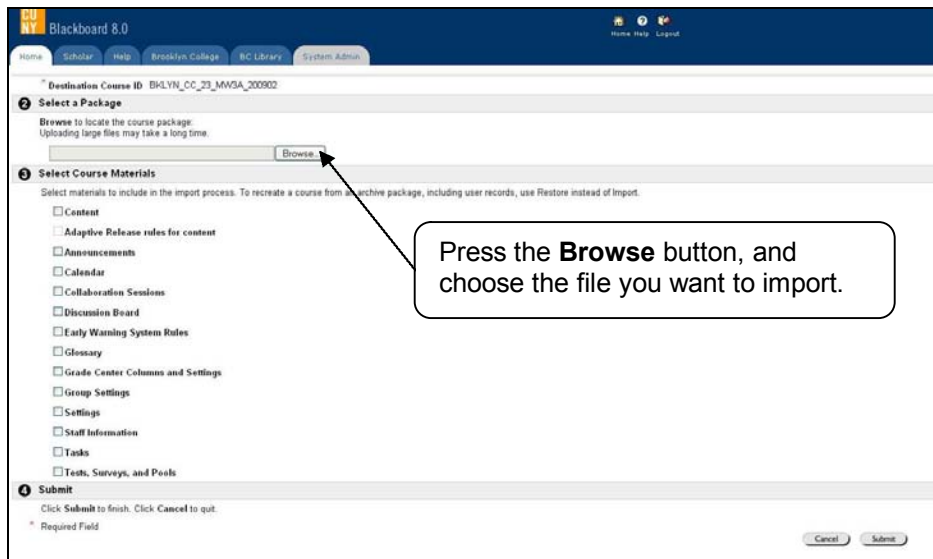 CU
NY
Blackboard 8.0
Home Help Logout
Home Scholar Help Brooklyn College BC Library System Admin
* Destination Course ID BKLYN_CC_23_MW3A_200902
2 Select a Package
Browse to locate the course package:
Uploading large files may take a long time.
Browse...
3 Select Course Materials
Select materials to include in the import process. To recreate a course from an archive package, including user records, use Restore instead of Import.
Content
Adaptive Release rules for content
Announcements
Calendar
Collaboration Sessions
Discussion Board
Early Warning System Rules
Glossary
Grade Center Columns and Settings
Group Settings
Settings
Staff Information
Tasks
Tests, Surveys, and Pools
Press the Browse button, and
choose the file you want to import.
4 Submit
Click Submit to finish. Click Cancel to quit.
* Required Field
Cancel Submit